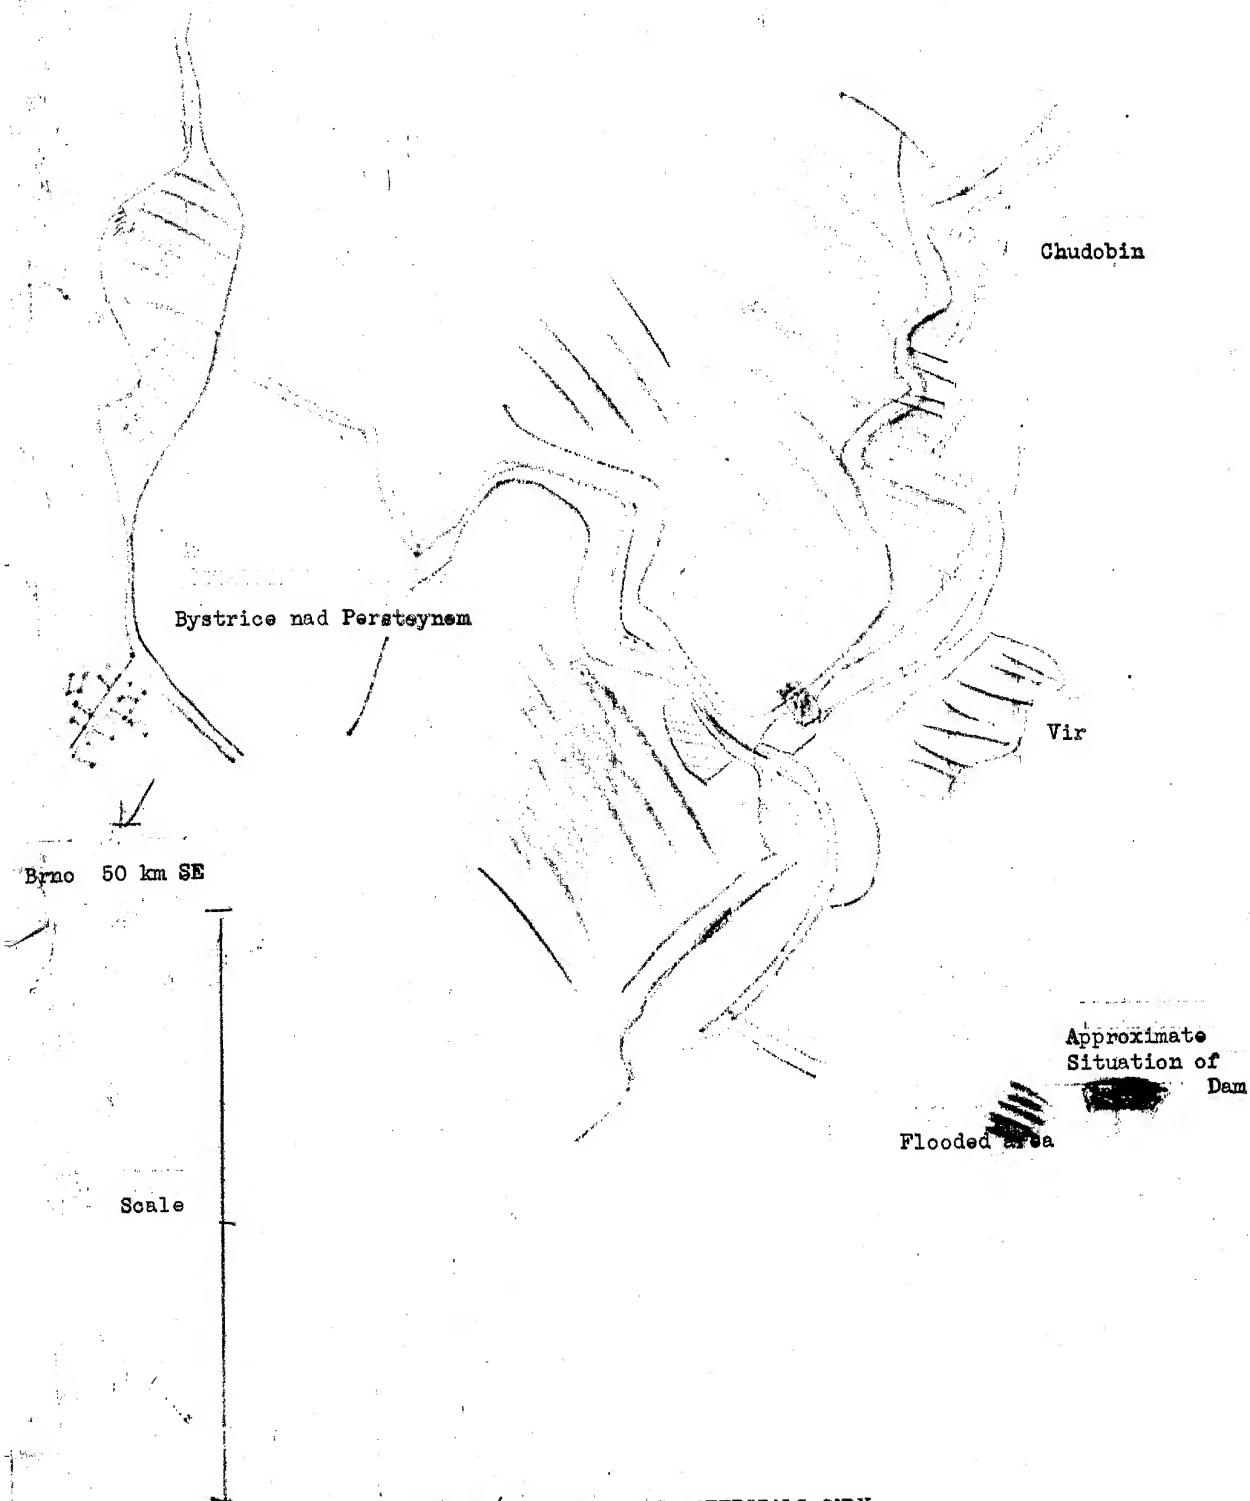 Chudobin
Bystrice nad Persteynem
Vir
Brno 50 km SE
Approximate
Situation of
Dam
Flooded area
Scale